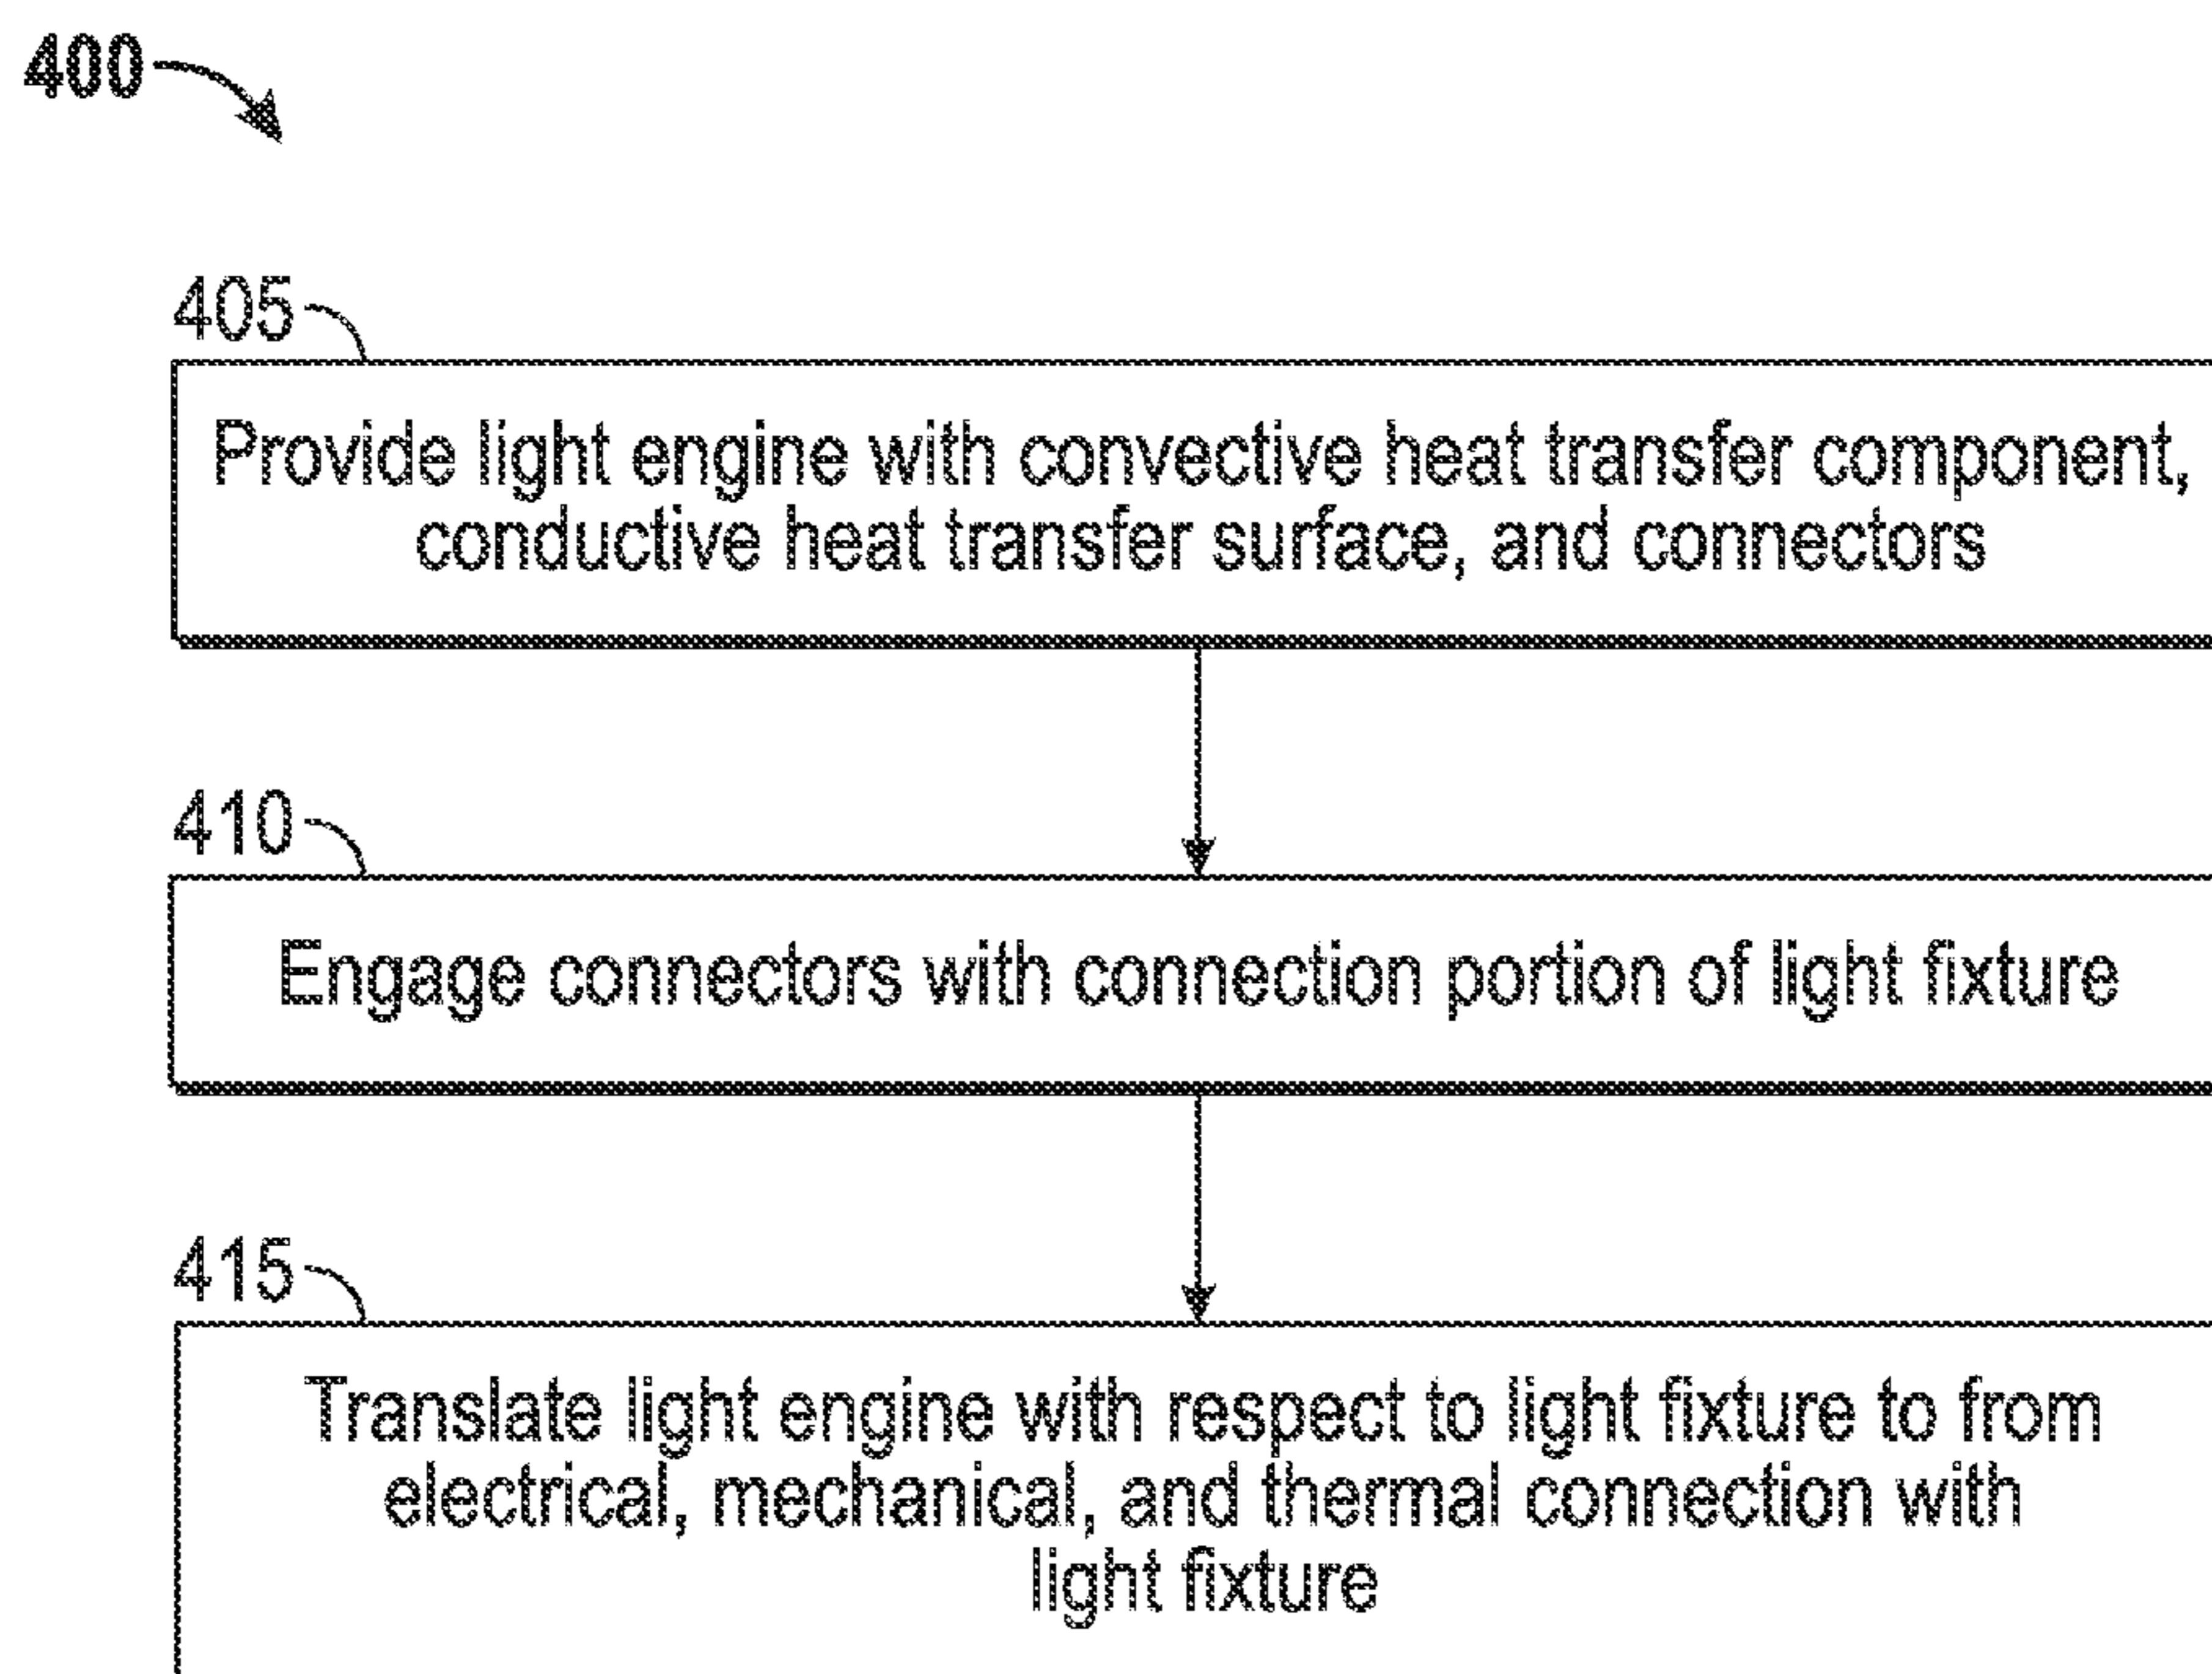 400
405
Provide light engine with convective heat transfer component,
conductive heat transfer surface, and connectors
410
Engage connectors with connection portion of light fixture
415
Translate light engine with respect to light fixture to from
electrical, mechanical, and thermal connection with
light fixture